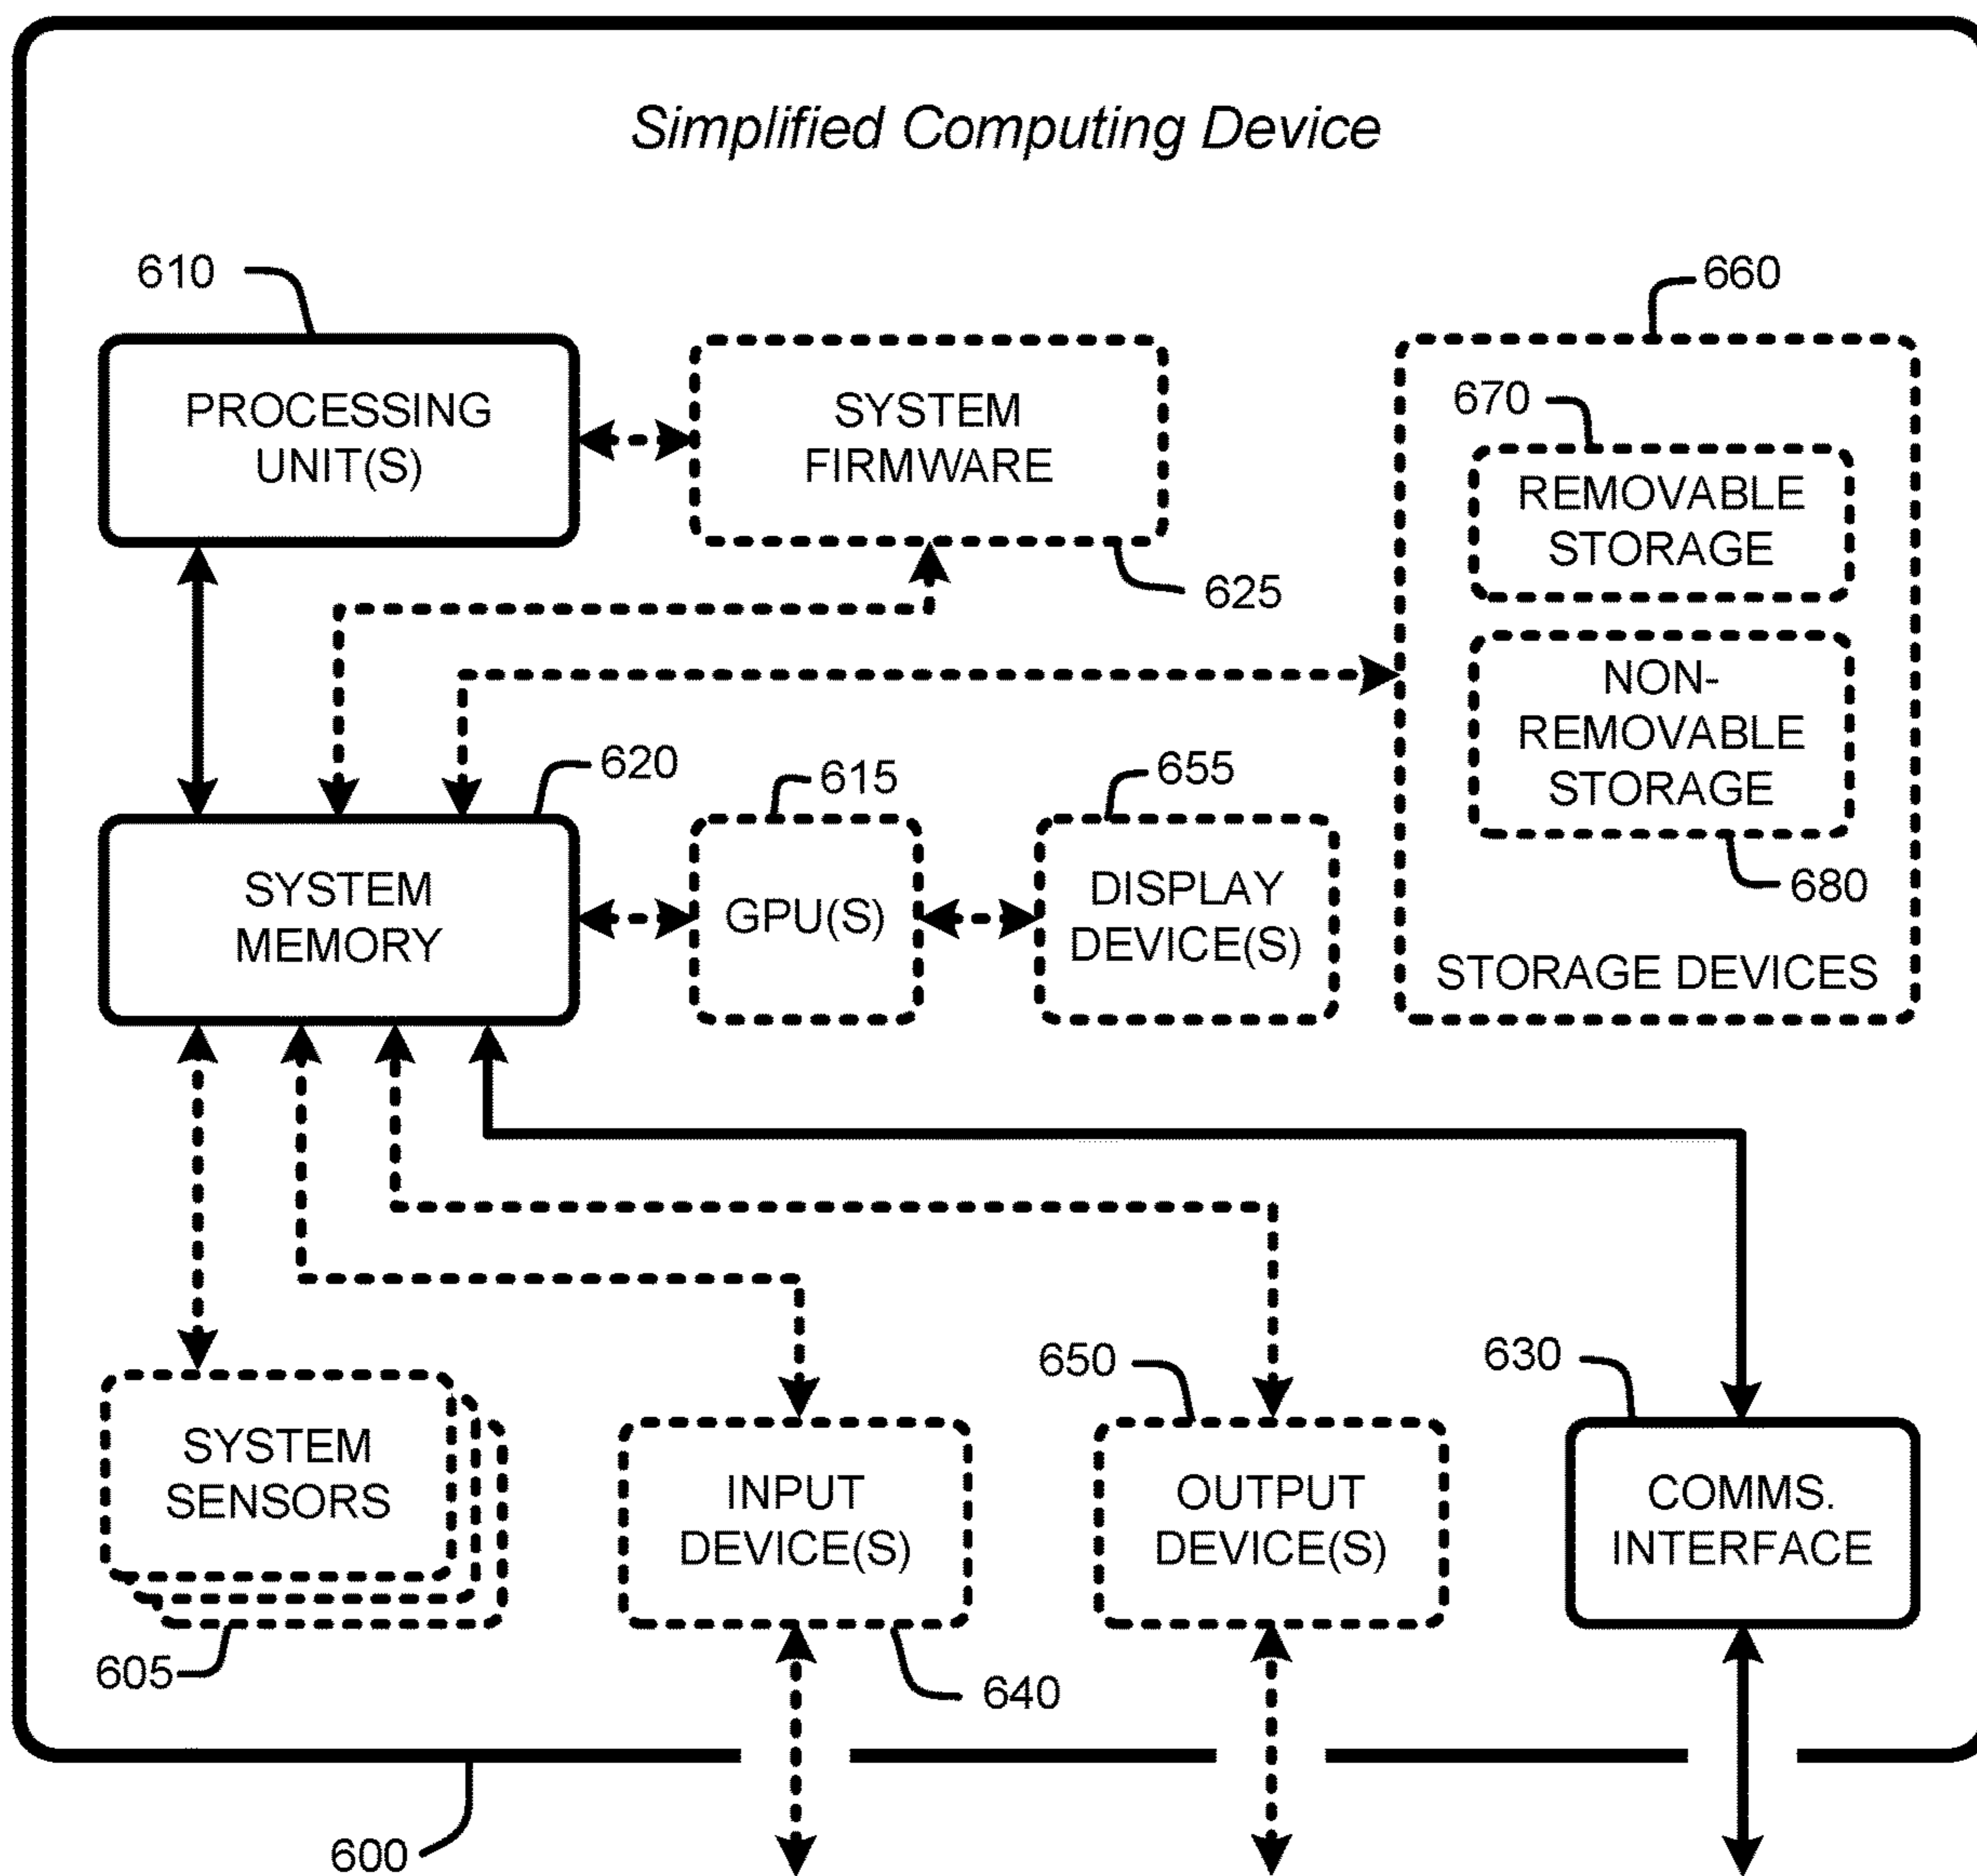 Simplified Computing Device
610
PROCESSING
UNIT(S)
SYSTEM
FIRMWARE
625
660
670
REMOVABLE
STORAGE
NON-
REMOVABLE
STORAGE
680
STORAGE DEVICES
620
SYSTEM
MEMORY
615
GPU(S)
655
DISPLAY
DEVICE(S)
SYSTEM
SENSORS
605
INPUT
DEVICE(S)
640
650
OUTPUT
DEVICE(S)
630
COMMS.
INTERFACE
600